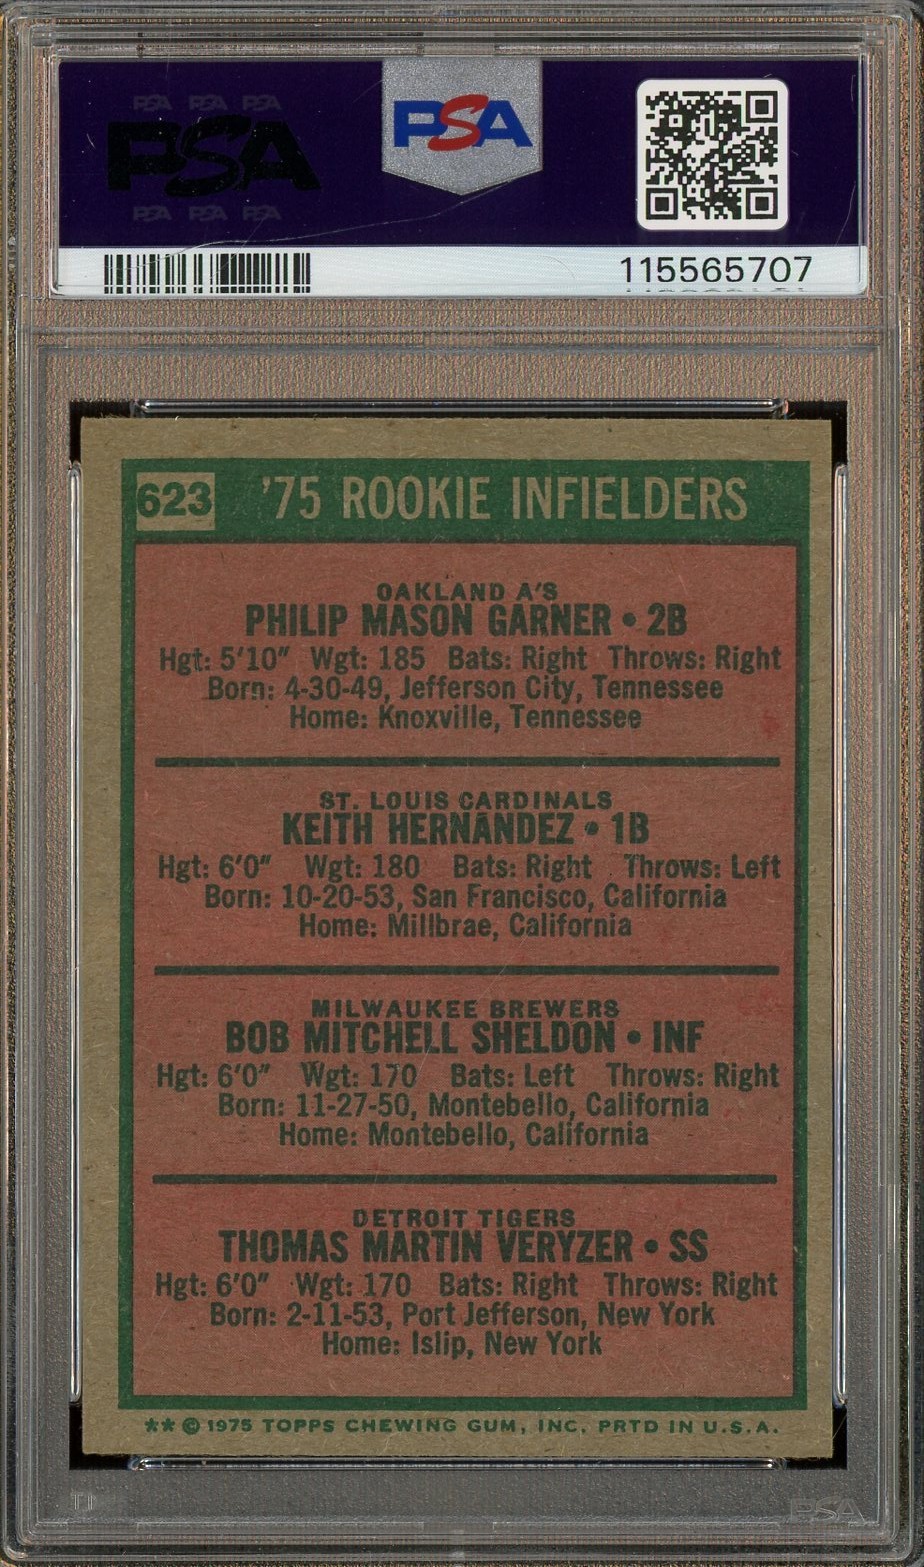 PSA PSA PSA
PSA
PSA PSA PSA
PSA
115565707
623 '75 ROOKIE INFIELDERS
OAKLAND A'S
PHILIP MASON GARNER • 2B
Hgt: 5'10" Wgt: 185 Bats: Right Throws: Right
Born: 4-30-49, Jefferson City, Tennessee
Home: Knoxville, Tennessee
ST. LOUIS CARDINALS
KEITH HERNANDEZ • 1B
Hgt: 6'0" Wgt: 180 Bats: Right Throws: Left
Born: 10-20-53, San Francisco, California
Home: Millbrae, California
MILWAUKEE BREWERS
BOB MITCHELL SHELDON • INF
Hgt: 6'0" Wgt: 170 Bats: Left Throws: Right
Born: 11-27-50, Montebello, California
Home: Montebello, California
DETROIT TIGERS
THOMAS MARTIN VERYZER • SS
Hgt: 6'0" Wgt: 170 Bats: Right Throws: Right
Born: 2-11-53, Port Jefferson, New York
Home: Islip, New York
** © 1975 TOPPS CHEWING GUM, INC. PRTD IN U.S.A.
PSA